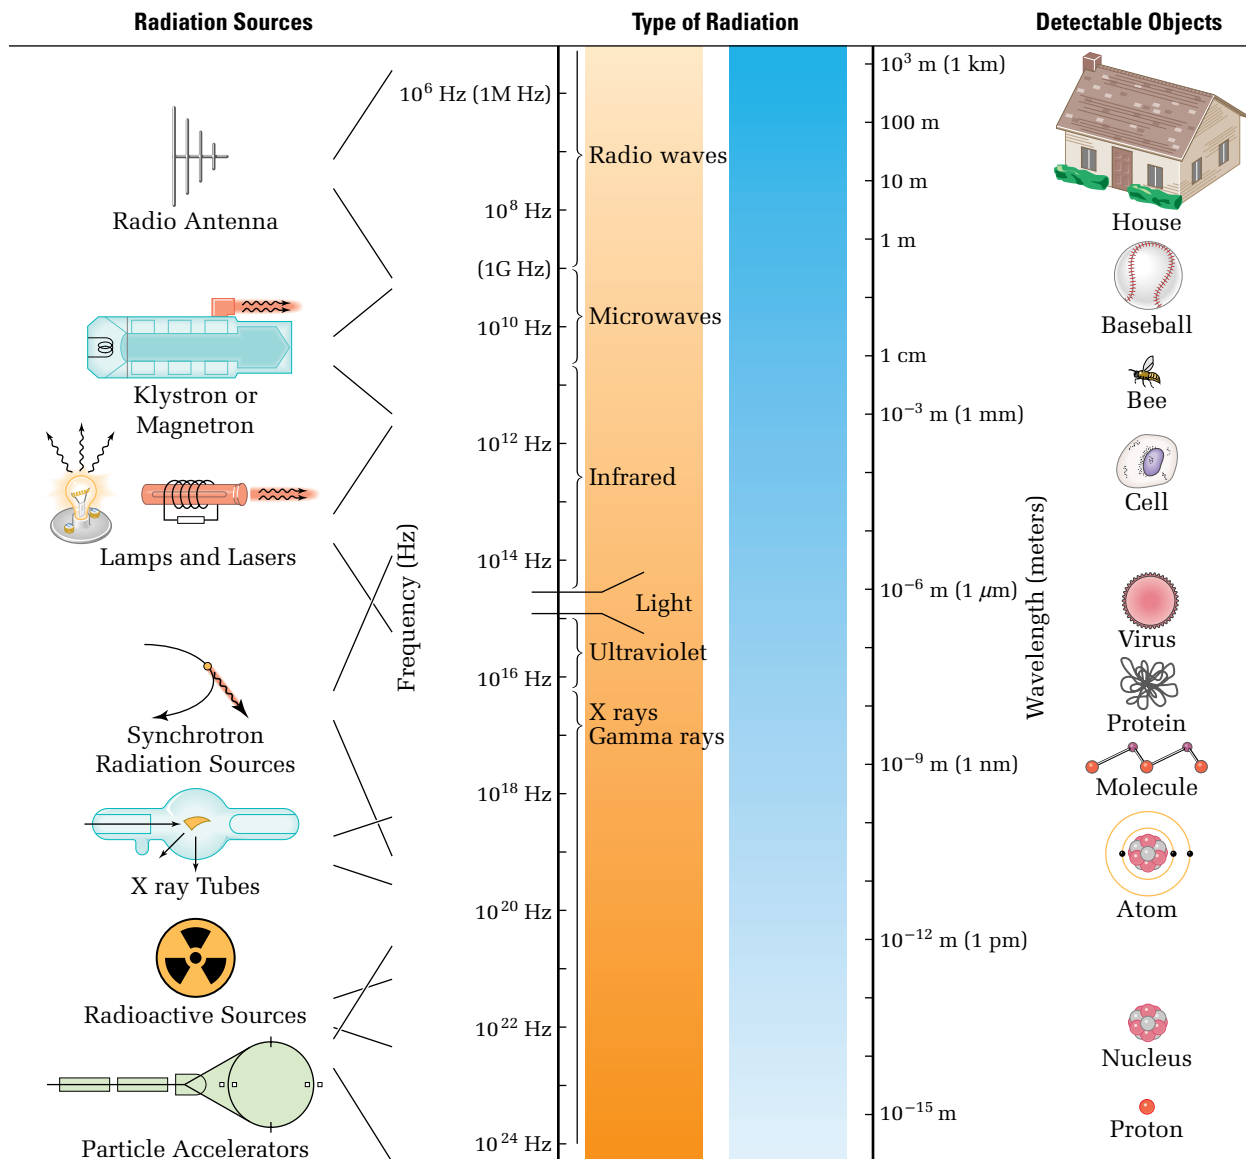 Radiation Sources
Type of Radiation
Detectable Objects
Radio Antenna
Klystron or
Magnetron
Lamps and Lasers
Synchrotron
Radiation Sources
X ray Tubes
Radioactive Sources
Particle Accelerators
Frequency (Hz)
10⁶ Hz (1M Hz)
10⁸ Hz
(1G Hz)
10¹⁰ Hz
10¹² Hz
10¹⁴ Hz
10¹⁶ Hz
10¹⁸ Hz
10²⁰ Hz
10²² Hz
10²⁴ Hz
Radio waves
Microwaves
Infrared
Light
Ultraviolet
X rays
Gamma rays
10³ m (1 km)
100 m
10 m
1 m
1 cm
10⁻³ m (1 mm)
10⁻⁶ m (1 μm)
10⁻⁹ m (1 nm)
10⁻¹² m (1 pm)
10⁻¹⁵ m
Wavelength (meters)
House
Baseball
Bee
Cell
Virus
Protein
Molecule
Atom
Nucleus
Proton